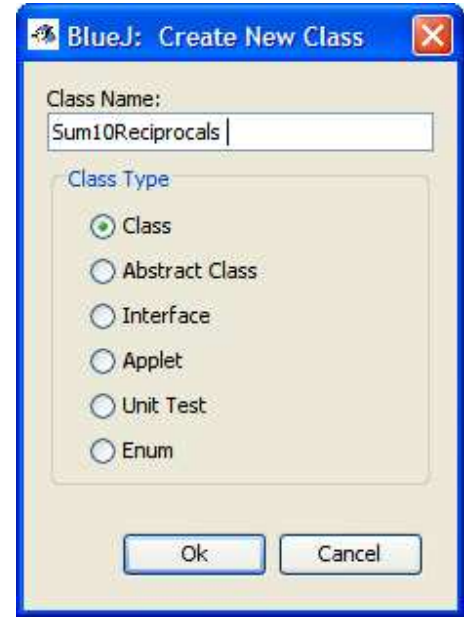 BlueJ: Create New Class
Class Name:
Sum10Reciprocals
Class Type
Class
Abstract Class
Interface
Applet
Unit Test
Enum
Ok Cancel